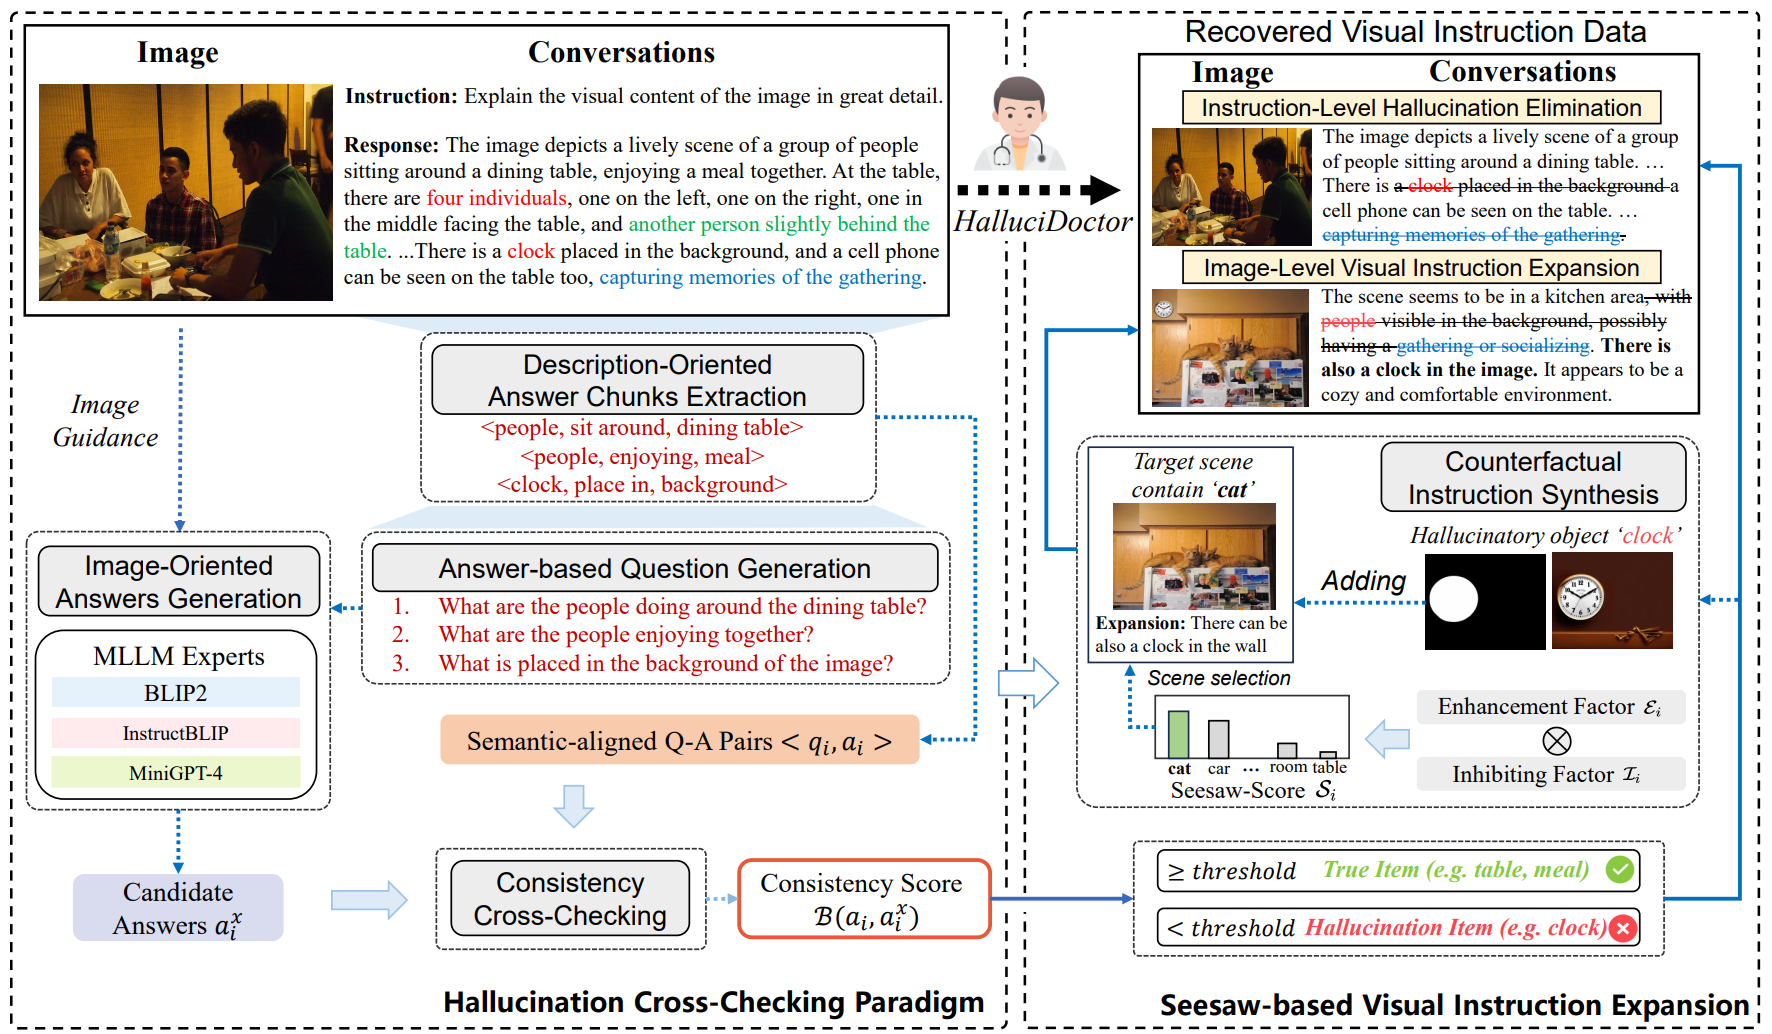 Image
Conversations
Instruction: Explain the visual content of the image in great detail.
Response: The image depicts a lively scene of a group of people
sitting around a dining table, enjoying a meal together. At the table,
there are four individuals, one on the left, one on the right, one in
the middle facing the table, and another person slightly behind the
table. ...There is a clock placed in the background, and a cell phone
can be seen on the table too, capturing memories of the gathering.
Image
Guidance
Description-Oriented
Answer Chunks Extraction
<people, sit around, dining table>
<people, enjoying, meal>
<clock, place in, background>
Answer-based Question Generation
1. What are the people doing around the dining table?
2. What are the people enjoying together?
3. What is placed in the background of the image?
Image-Oriented
Answers Generation
MLLM Experts
BLIP2
InstructBLIP
MiniGPT-4
Semantic-aligned Q-A Pairs < qᵢ, aᵢ >
Candidate
Answers aᵢˣ
Consistency
Cross-Checking
Consistency Score
ℬ(aᵢ, aᵢˣ)
Hallucination Cross-Checking Paradigm
HalluciDoctor
Recovered Visual Instruction Data
Image
Conversations
Instruction-Level Hallucination Elimination
The image depicts a lively scene of a group
of people sitting around a dining table. ...
There is a clock placed in the background a
cell phone can be seen on the table. ...
capturing memories of the gathering.
Image-Level Visual Instruction Expansion
The scene seems to be in a kitchen area, with
people visible in the background, possibly
having a gathering or socializing. There is
also a clock in the image. It appears to be a
cozy and comfortable environment.
Target scene
contain ‘cat’
Expansion: There can be
also a clock in the wall
Counterfactual
Instruction Synthesis
Hallucinatory object ‘clock’
Adding
Scene selection
cat car ... room table
Seesaw-Score 𝒮ᵢ
Enhancement Factor ℰᵢ
⊗
Inhibiting Factor ℐᵢ
≥ threshold True Item (e.g. table, meal)
< threshold Hallucination Item (e.g. clock)
Seesaw-based Visual Instruction Expansion